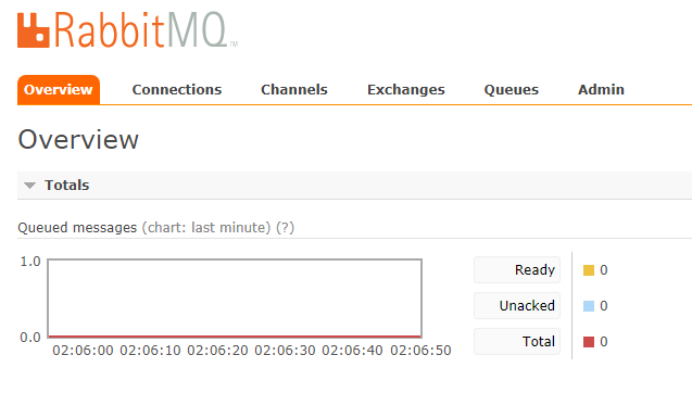 RabbitMQ™
Overview Connections Channels Exchanges Queues Admin
Overview
Totals
Queued messages (chart: last minute) (?)
1.0
0.0
02:06:00 02:06:10 02:06:20 02:06:30 02:06:40 02:06:50
Ready 0
Unacked 0
Total 0